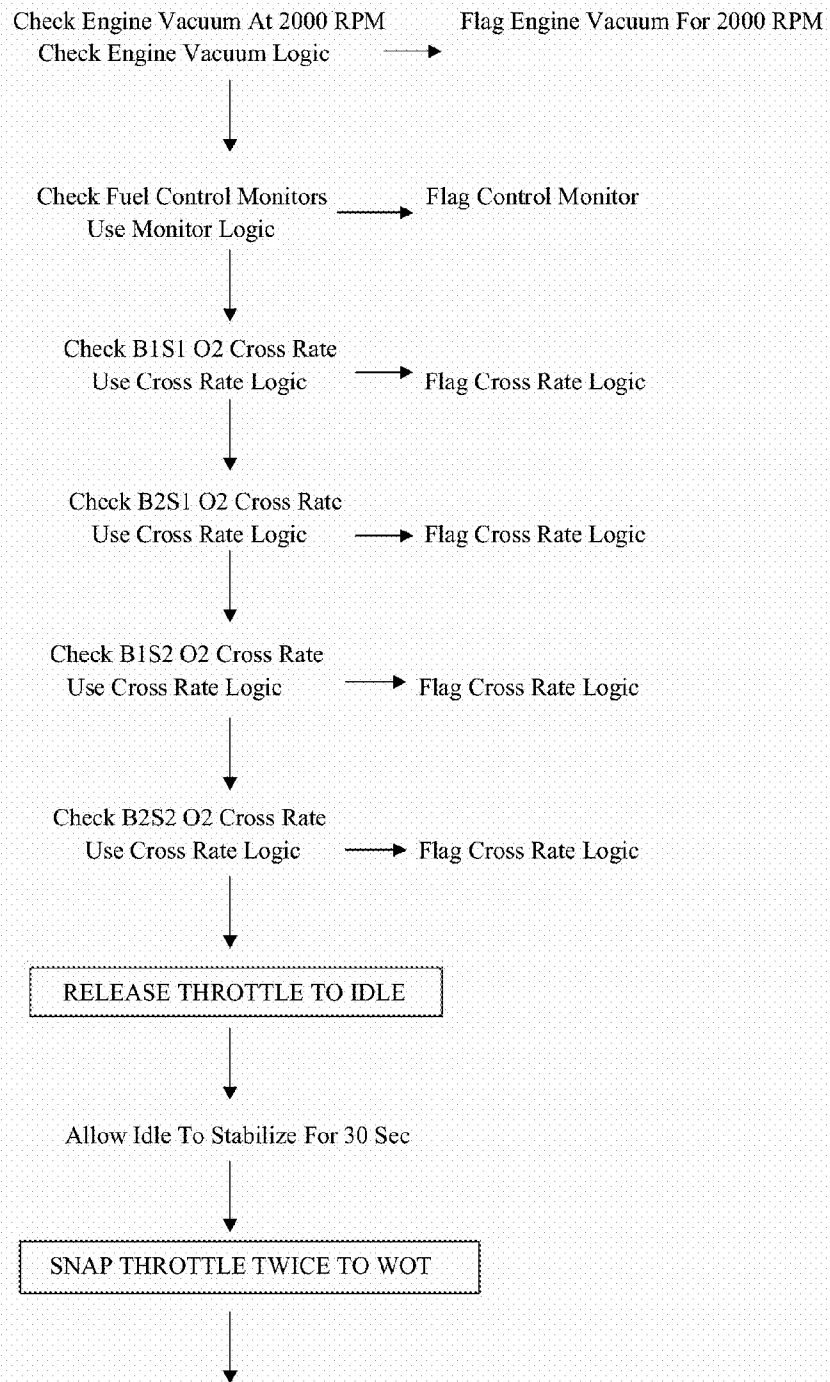 Check Engine Vacuum At 2000 RPM
Flag Engine Vacuum For 2000 RPM
Check Engine Vacuum Logic
Check Fuel Control Monitors
Flag Control Monitor
Use Monitor Logic
Check B1S1 O2 Cross Rate
Use Cross Rate Logic
Flag Cross Rate Logic
Check B2S1 O2 Cross Rate
Use Cross Rate Logic
Flag Cross Rate Logic
Check B1S2 O2 Cross Rate
Use Cross Rate Logic
Flag Cross Rate Logic
Check B2S2 O2 Cross Rate
Use Cross Rate Logic
Flag Cross Rate Logic
RELEASE THROTTLE TO IDLE
Allow Idle To Stabilize For 30 Sec
SNAP THROTTLE TWICE TO WOT